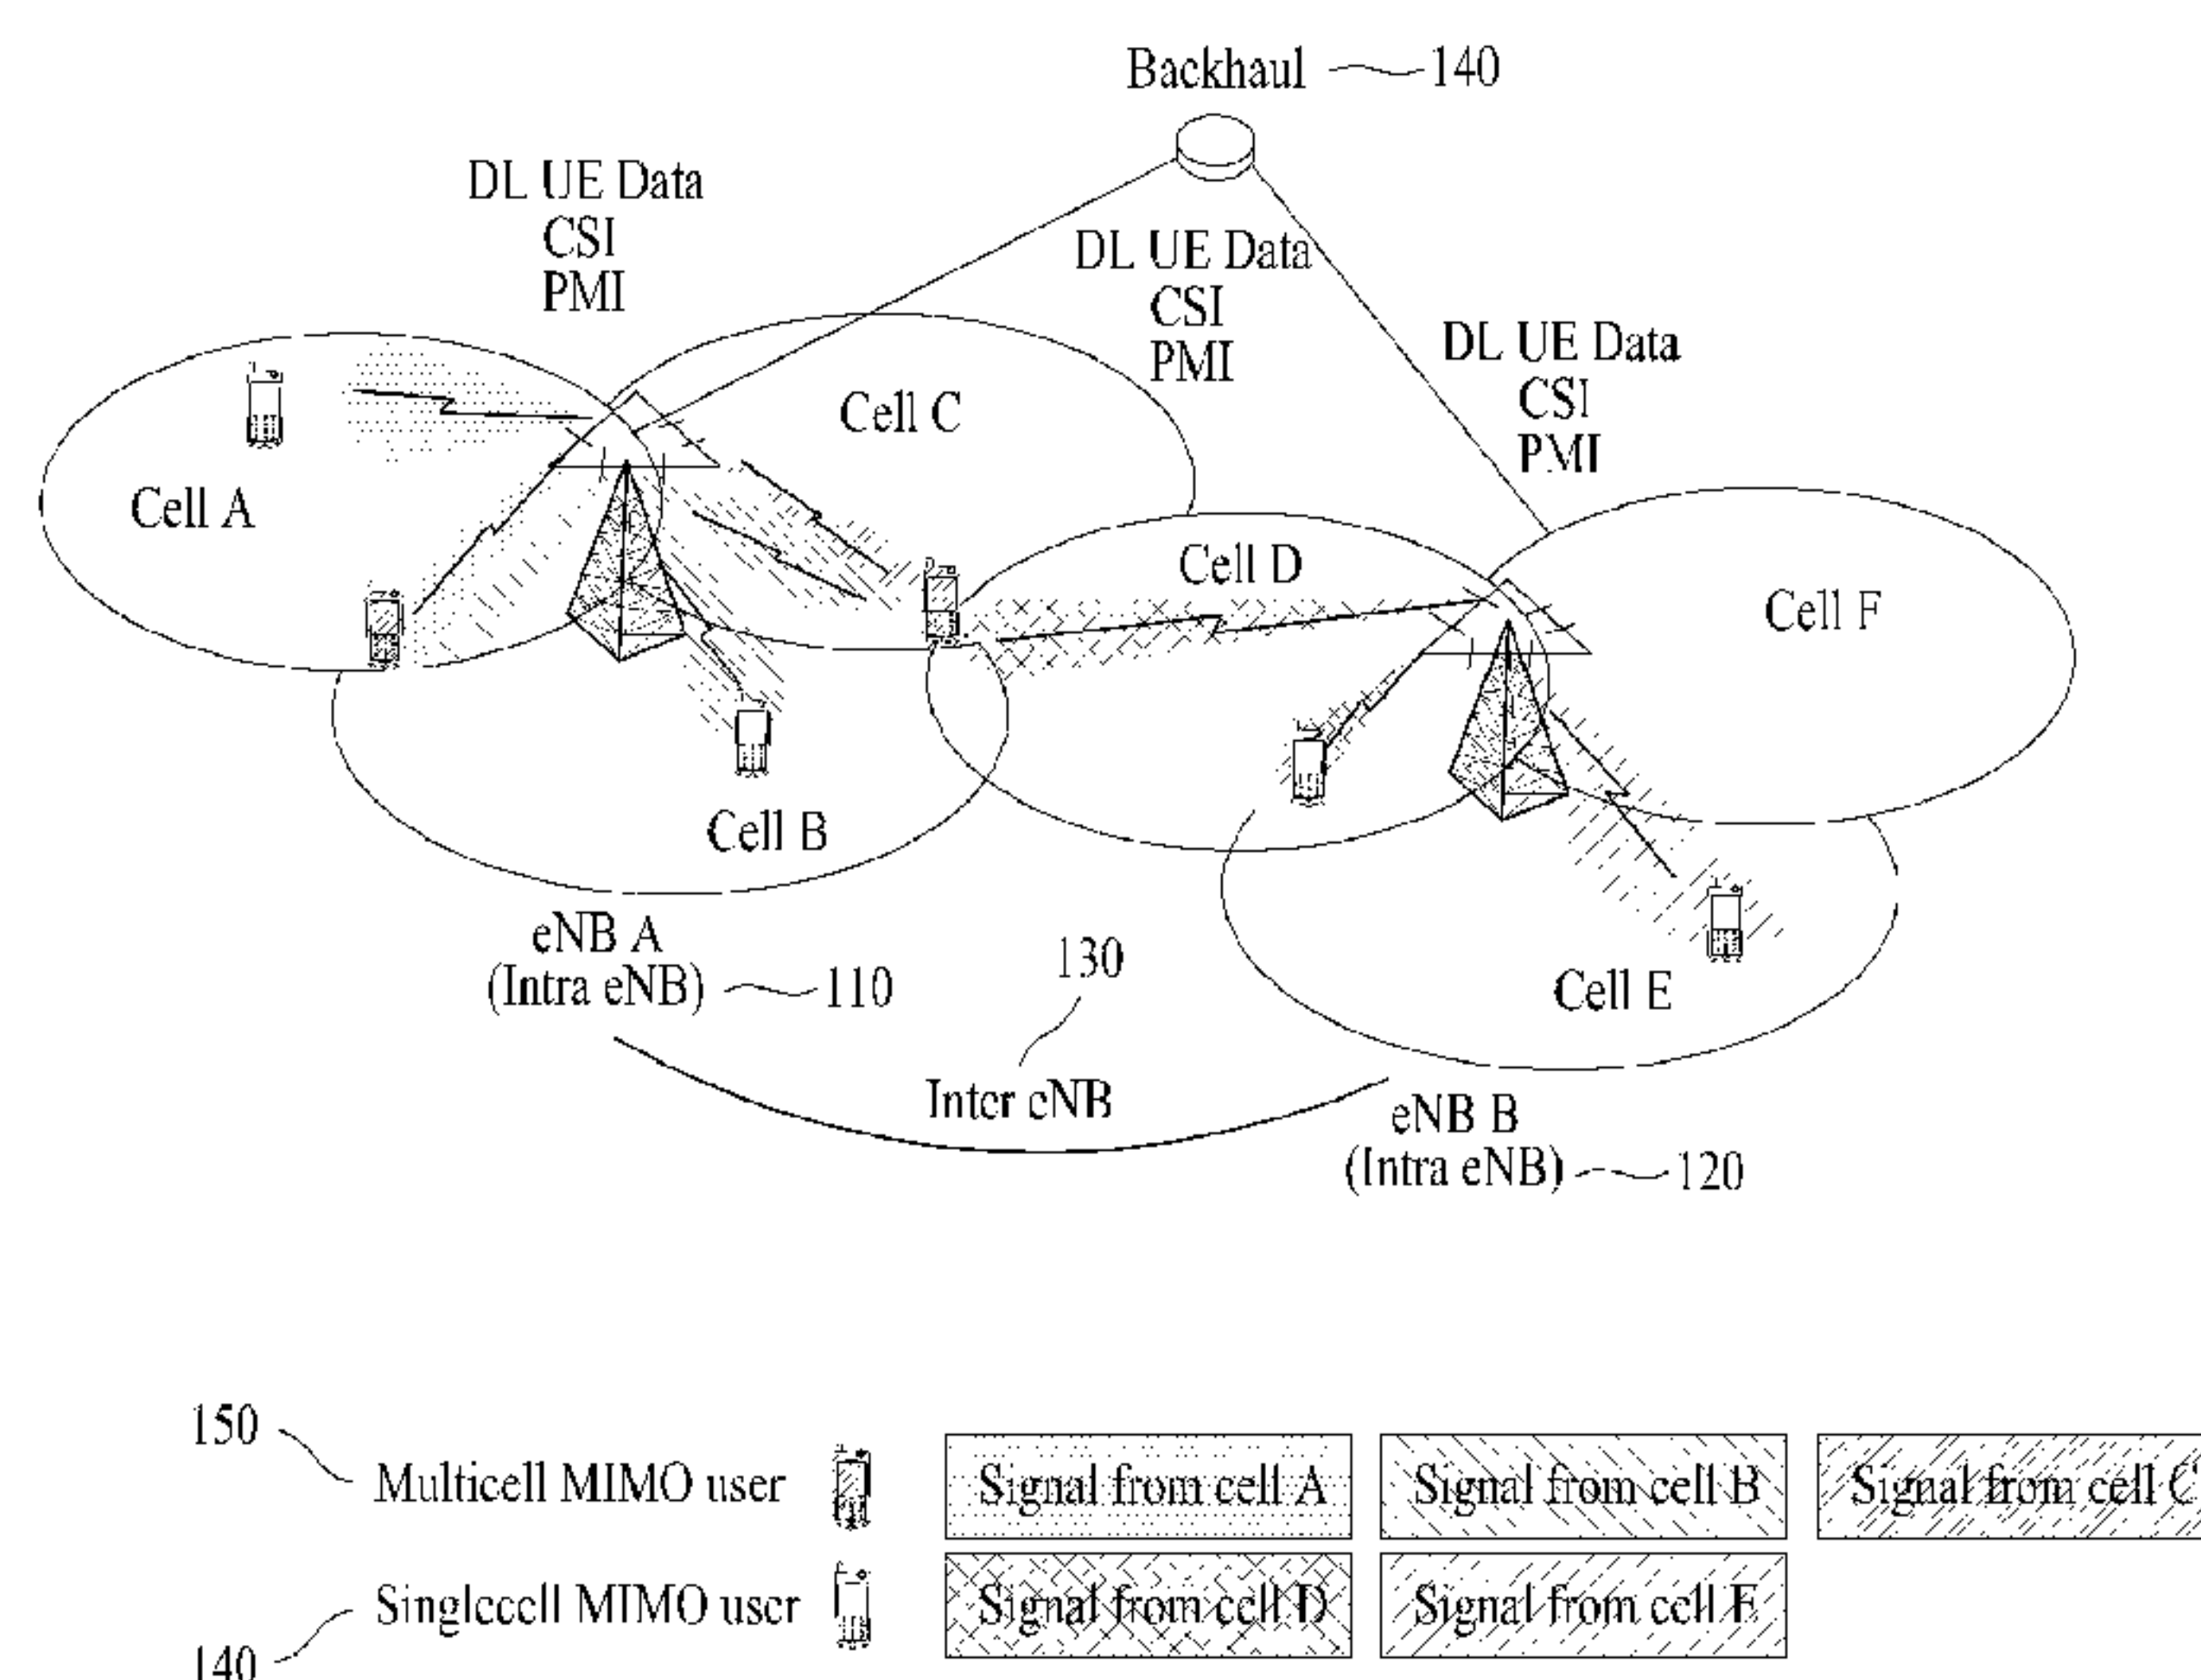 Backhaul 140
DL UE Data
CSI
PMI
DL UE Data
CSI
PMI
DL UE Data
CSI
PMI
Cell A
Cell C
Cell D
Cell F
Cell B
Cell E
eNB A
(Intra eNB) 110
130
Inter eNB
eNB B
(Intra eNB) 120
150
Multicell MIMO user
Signal from cell A
Signal from cell B
Signal from cell C
Singlecell MIMO user
140
Signal from cell D
Signal from cell E